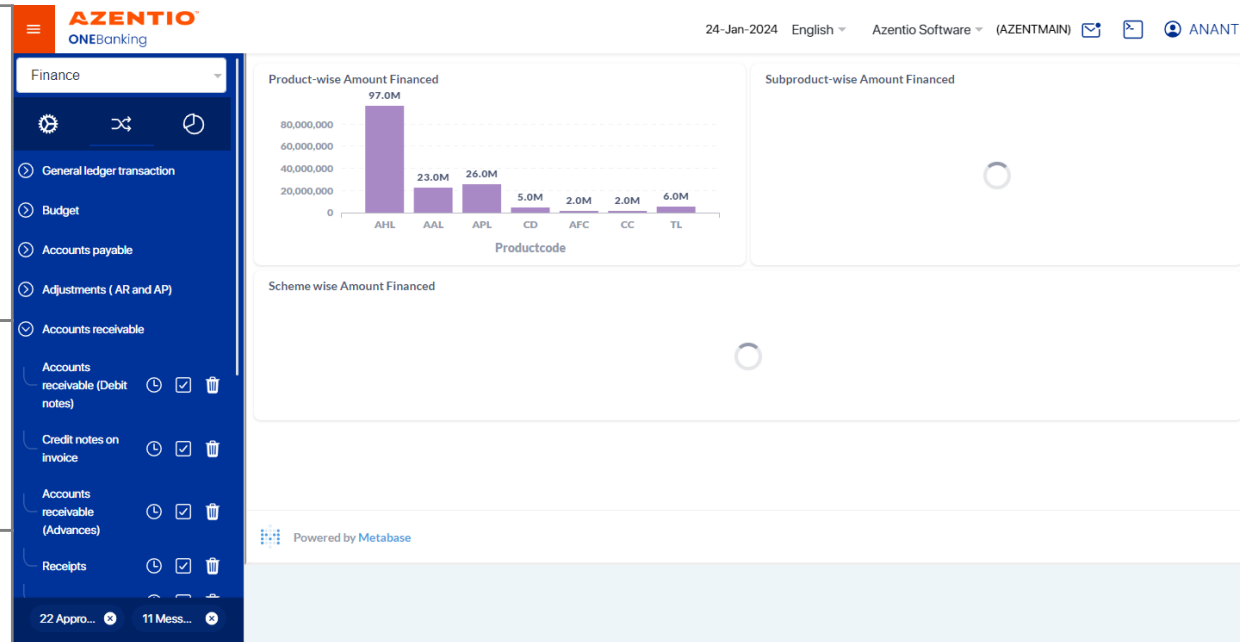 AZENTIO™
ONEBanking
24-Jan-2024 English Azentio Software (AZENTMAIN) ANANT
Finance
General ledger transaction
Budget
Accounts payable
Adjustments ( AR and AP)
Accounts receivable
Accounts
receivable (Debit
notes)
Credit notes on
invoice
Accounts
receivable
(Advances)
Receipts
22 Appro...
11 Mess...
Product-wise Amount Financed
97.0M
80,000,000
60,000,000
40,000,000
20,000,000
0
23.0M
26.0M
5.0M
2.0M
2.0M
6.0M
AHL AAL APL CD AFC CC TL
Productcode
Subproduct-wise Amount Financed
Scheme wise Amount Financed
Powered by Metabase